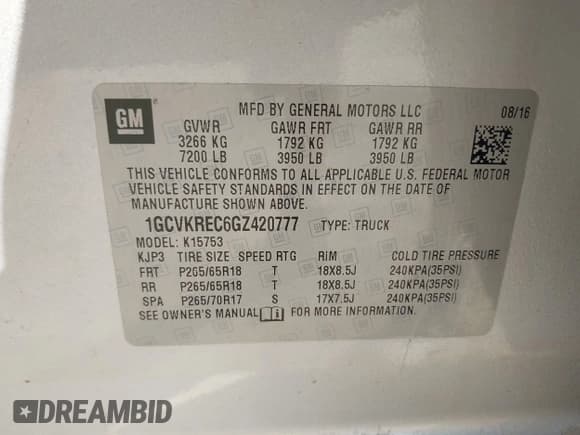 GM
MFD BY GENERAL MOTORS LLC 08/16
GVWR GAWR FRT GAWR RR
3266 KG 1792 KG 1792 KG
7200 LB 3950 LB 3950 LB
THIS VEHICLE CONFORMS TO ALL APPLICABLE U.S. FEDERAL MOTOR
VEHICLE SAFETY STANDARDS IN EFFECT ON THE DATE OF
MANUFACTURE SHOWN ABOVE.
1GCVKREC6GZ420777 TYPE: TRUCK
MODEL: K15753
KJP3 TIRE SIZE SPEED RTG RIM COLD TIRE PRESSURE
FRT P265/65R18 T 18X8.5J 240KPA(35PSI)
RR P265/65R18 T 18X8.5J 240KPA(35PSI)
SPA P265/70R17 S 17X7.5J 240KPA(35PSI)
SEE OWNER'S MANUAL i FOR MORE INFORMATION.
DREAMBID